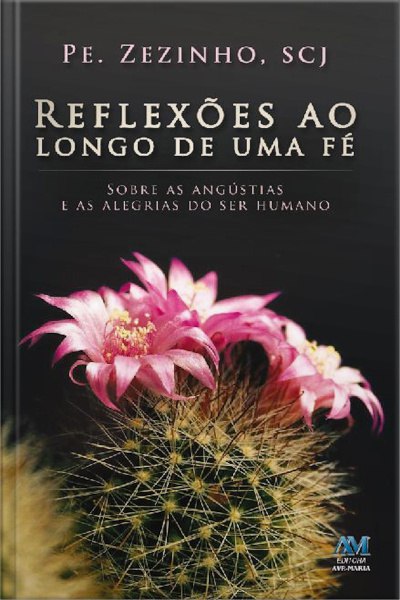 PE. ZEZINHO, SCJ
REFLEXÕES AO
LONGO DE UMA FÉ
SOBRE AS ANGÚSTIAS
E AS ALEGRIAS DO SER HUMANO
AM
EDITORA
AVE-MARIA